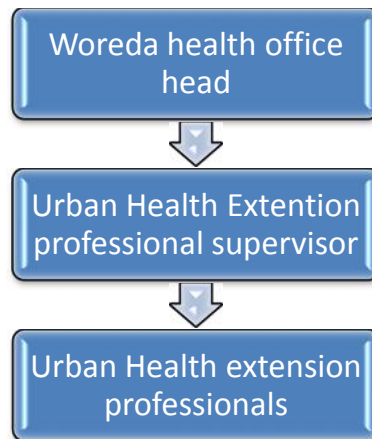 Woreda health office
head
Urban Health Extention
professional supervisor
Urban Health extension
professionals